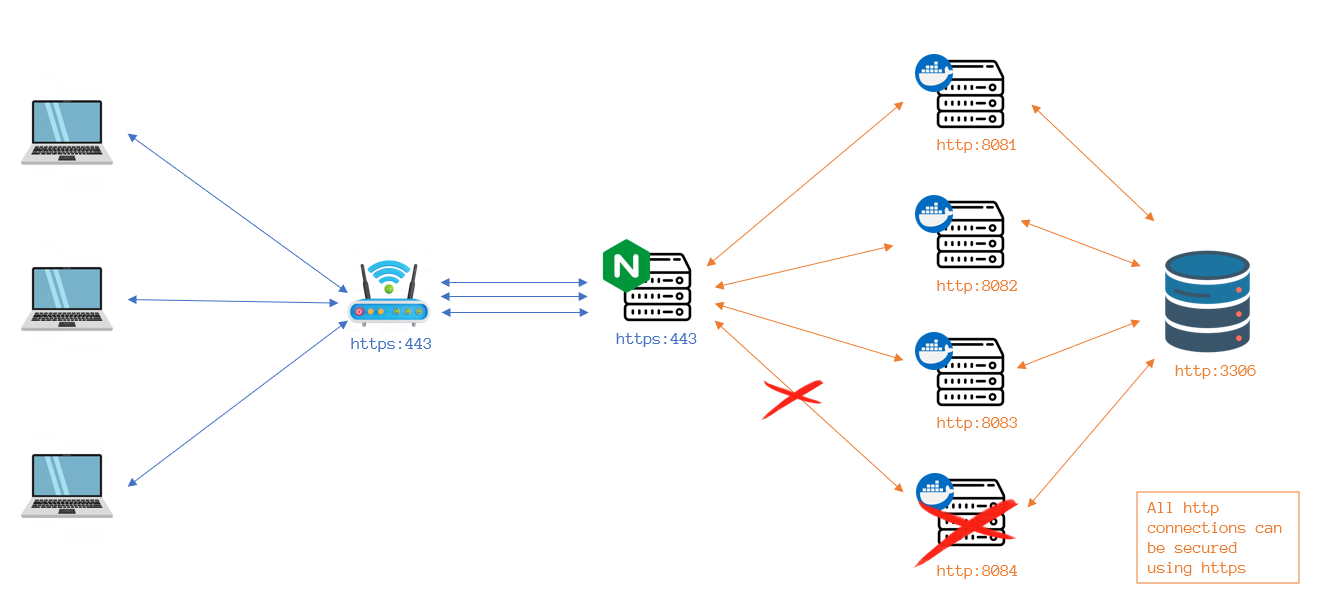 http:8081
http:8082
https:443
N
https:443
http:3306
http:8083
http:8084
All http
connections can
be secured
using https